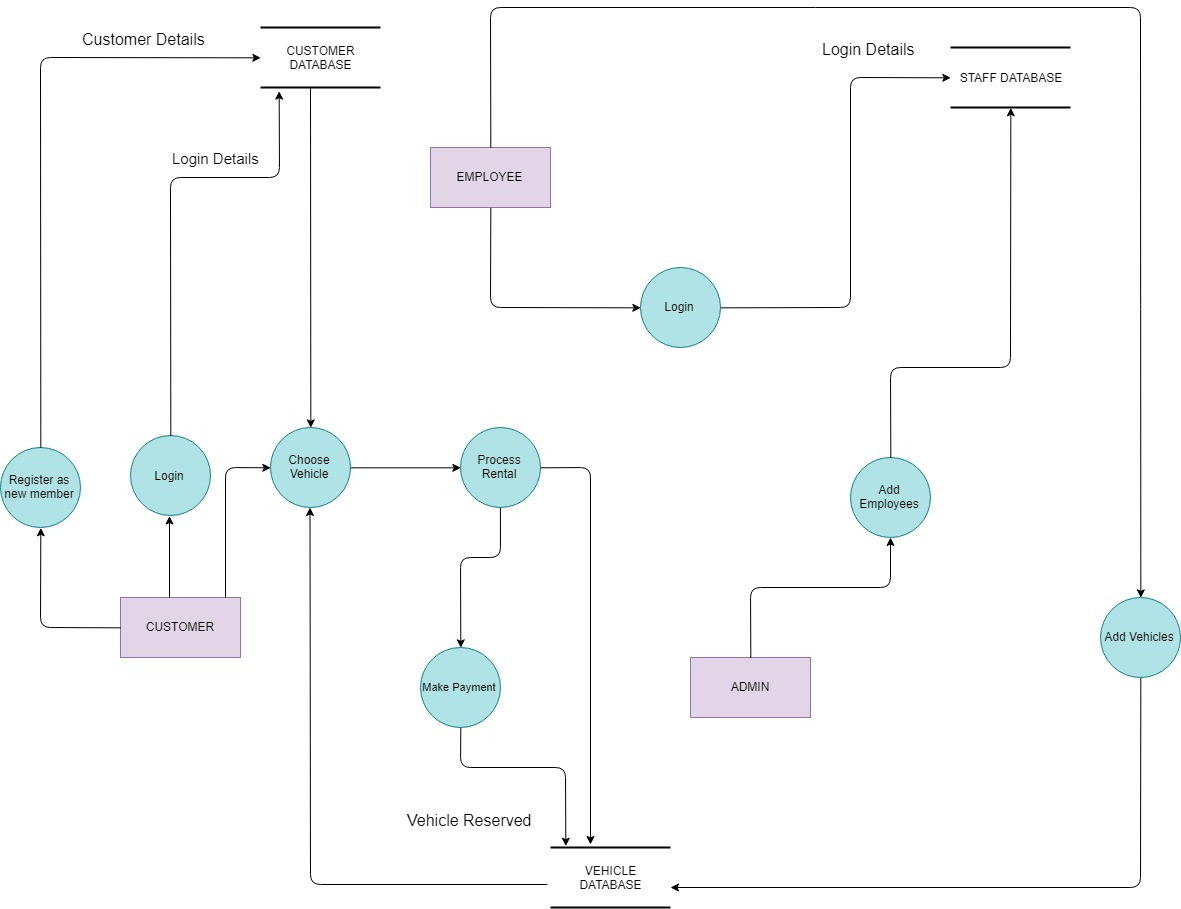 Customer Details
CUSTOMER
DATABASE
Login Details
STAFF DATABASE
Login Details
EMPLOYEE
Login
Register as
new member
Login
Choose
Vehicle
Process
Rental
Add
Employees
CUSTOMER
Make Payment
ADMIN
Add Vehicles
Vehicle Reserved
VEHICLE
DATABASE